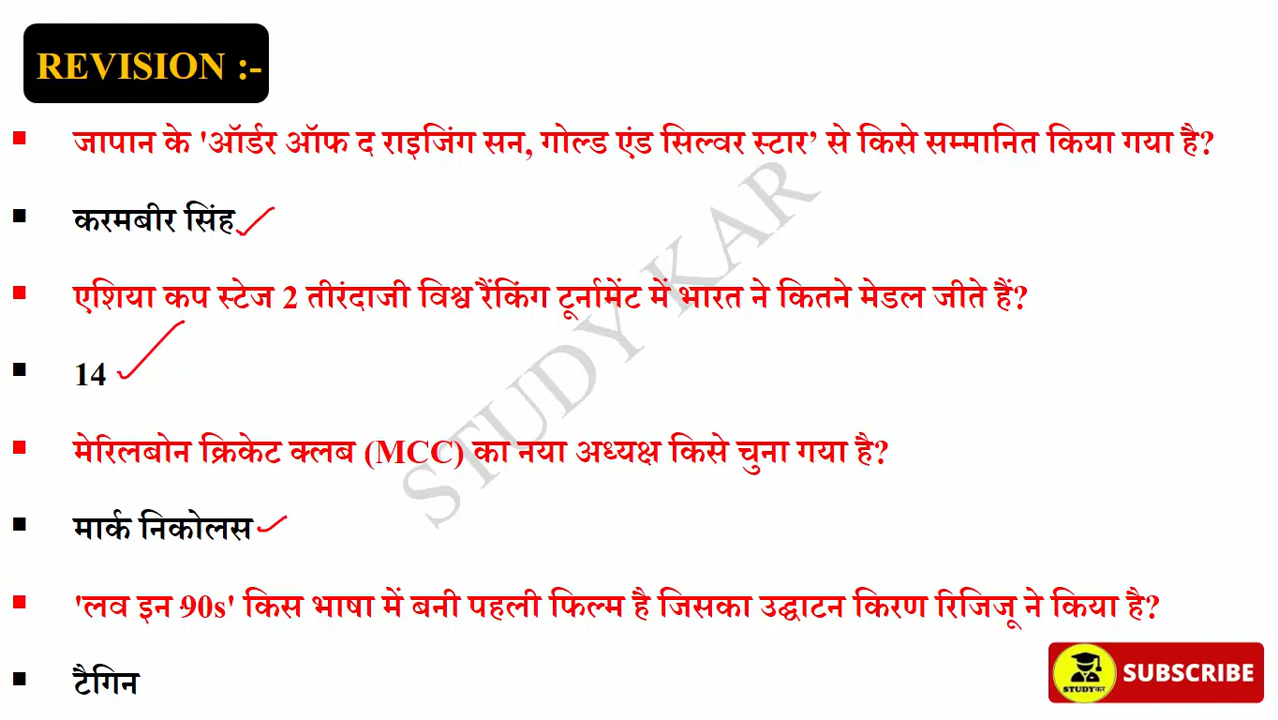 REVISION :-
जापान के 'ऑर्डर ऑफ द राइजिंग सन, गोल्ड एंड सिल्वर स्टार’ से किसे सम्मानित किया गया है?
करमबीर सिंह
एशिया कप स्टेज 2 तीरंदाजी विश्व रैंकिंग टूर्नामेंट में भारत ने कितने मेडल जीते हैं?
14
मेरिलबोन क्रिकेट क्लब (MCC) का नया अध्यक्ष किसे चुना गया है?
मार्क निकोलस
'लव इन 90s' किस भाषा में बनी पहली फिल्म है जिसका उद्घाटन किरण रिजिजू ने किया है?
टैगिन
STUDY KAR
STUDYकर
SUBSCRIBE